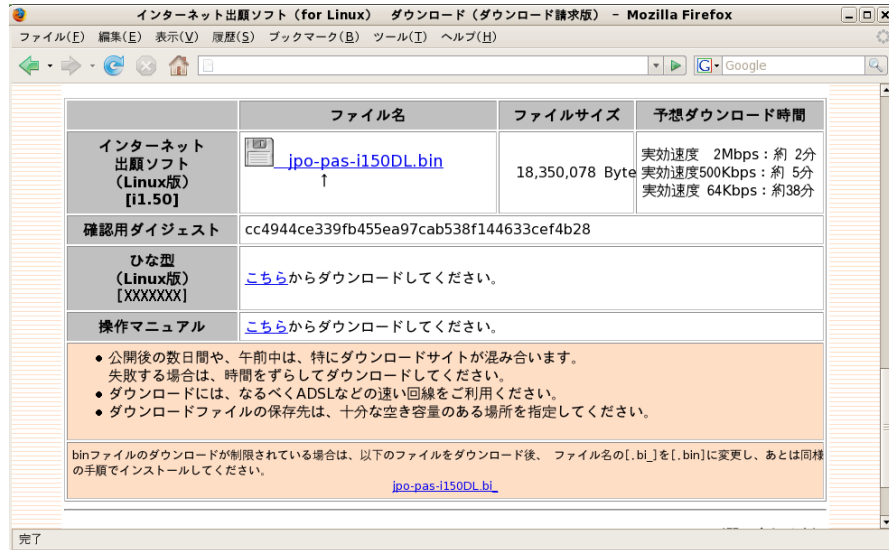 インターネット出願ソフト（for Linux） ダウンロード（ダウンロード請求版） - Mozilla Firefox
ファイル(F) 編集(E) 表示(V) 履歴(S) ブックマーク(B) ツール(T) ヘルプ(H)
G Google
ファイル名 ファイルサイズ 予想ダウンロード時間
インターネット
出願ソフト
（Linux版）
[i1.50]
jpo-pas-i150DL.bin
↑
18,350,078 Byte
実効速度 2Mbps：約 2分
実効速度500Kbps：約 5分
実効速度 64Kbps：約38分
確認用ダイジェスト cc4944ce339fb455ea97cab538f144633cef4b28
ひな型
（Linux版）
[XXXXXXX]
こちらからダウンロードしてください。
操作マニュアル こちらからダウンロードしてください。
● 公開後の数日間や、午前中は、特にダウンロードサイトが混み合います。
失敗する場合は、時間をずらしてダウンロードしてください。
● ダウンロードには、なるべくADSLなどの速い回線をご利用ください。
● ダウンロードファイルの保存先は、十分な空き容量のある場所を指定してください。
binファイルのダウンロードが制限されている場合は、以下のファイルをダウンロード後、 ファイル名の[.bi_]を[.bin]に変更し、あとは同様
の手順でインストールしてください。
jpo-pas-i150DL.bi_
完了